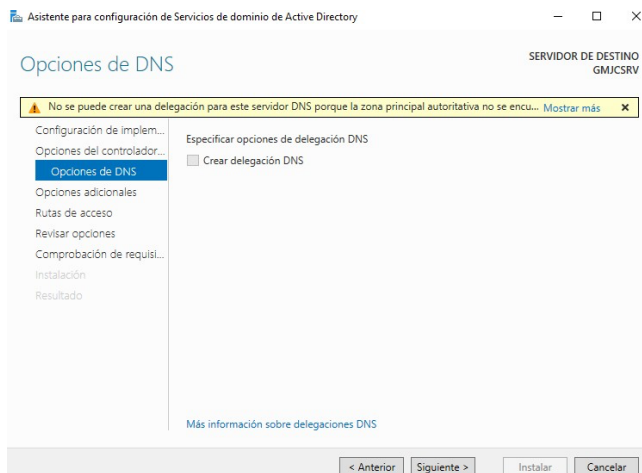 Asistente para configuración de Servicios de dominio de Active Directory
Opciones de DNS
SERVIDOR DE DESTINO
GMJCSRV
No se puede crear una delegación para este servidor DNS porque la zona principal autoritativa no se encu... Mostrar más
Configuración de implem...
Opciones del controlador...
Opciones de DNS
Opciones adicionales
Rutas de acceso
Revisar opciones
Comprobación de requisi...
Instalación
Resultado
Especificar opciones de delegación DNS
Crear delegación DNS
Más información sobre delegaciones DNS
< Anterior Siguiente > Instalar Cancelar